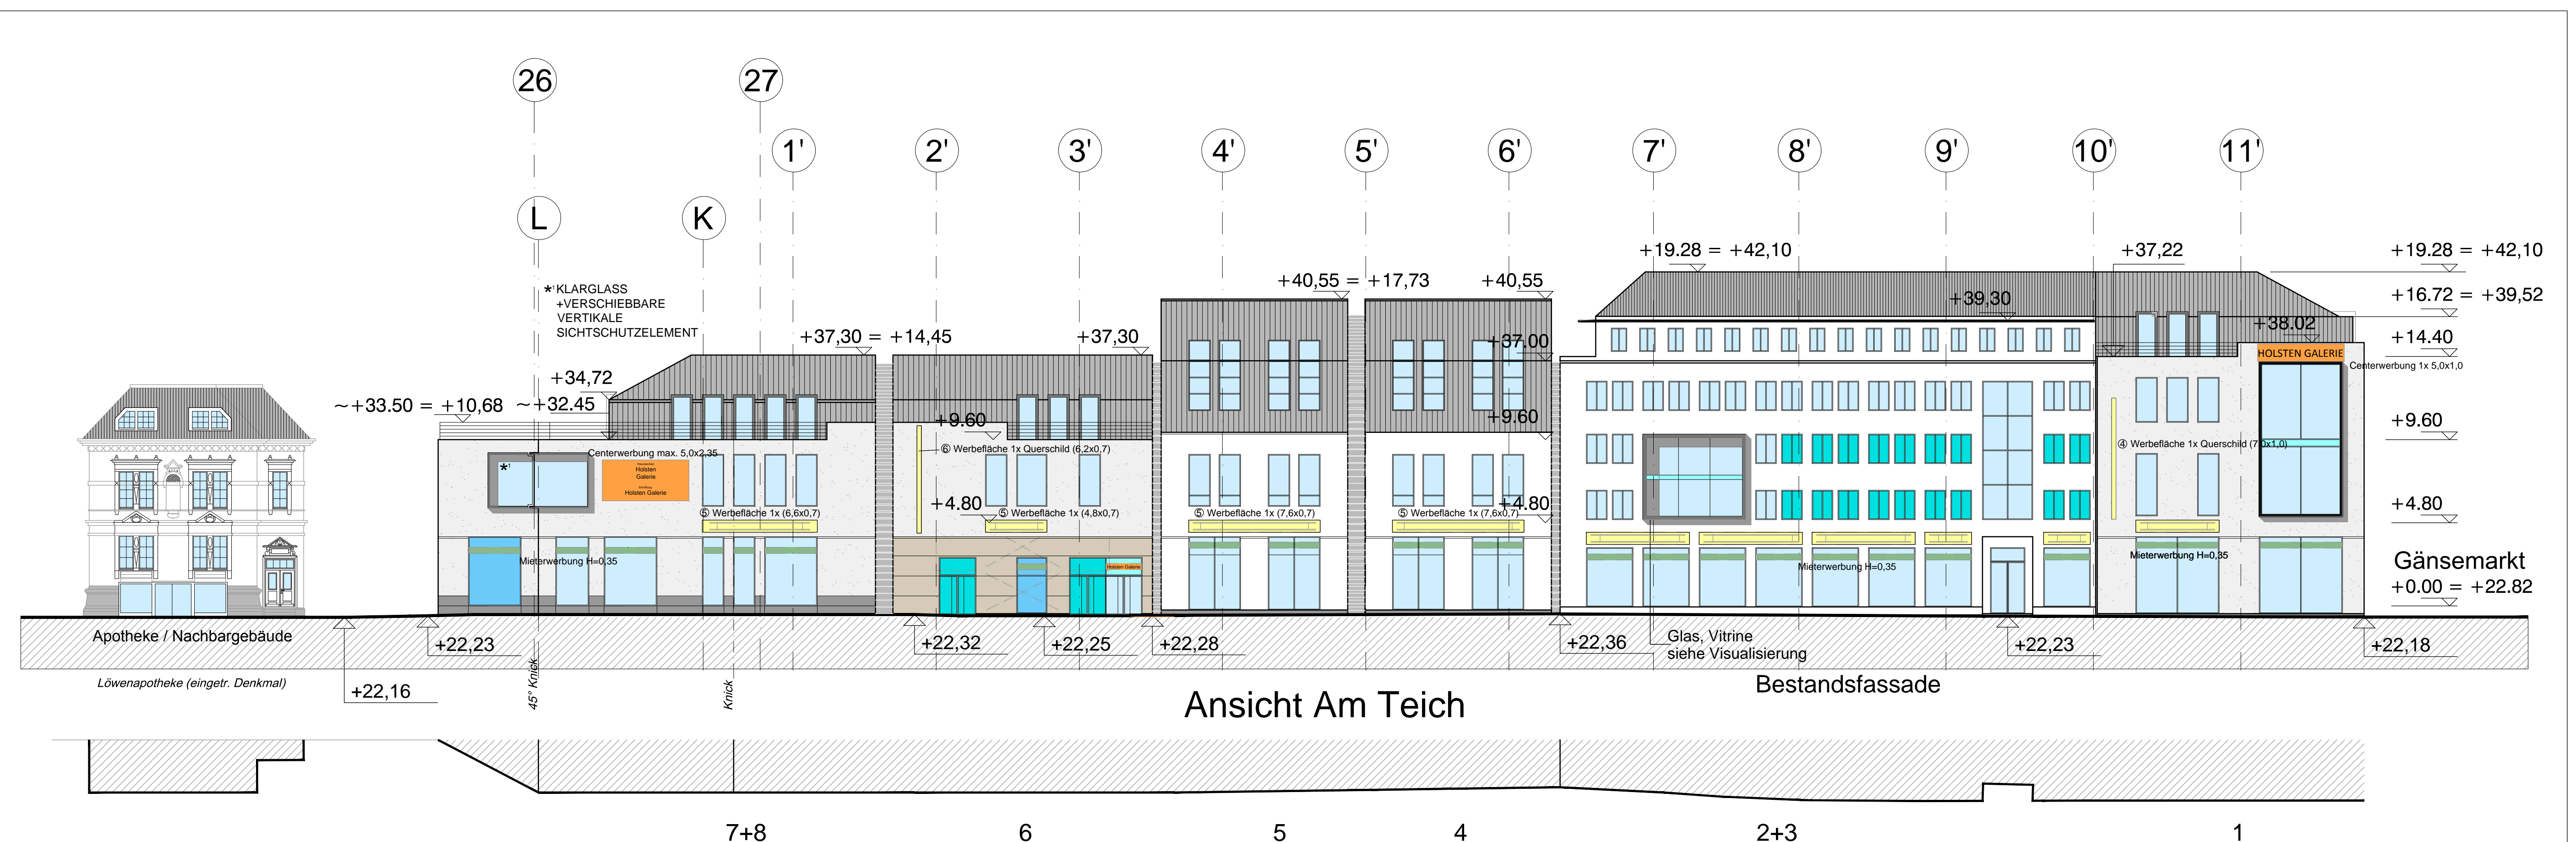 26
27
1'
2'
3'
4'
5'
6'
7'
8'
9'
10'
11'
L
K
+19.28 = +42,10
+37,22
+19.28 = +42,10
+40,55 = +17,73
+40,55
*¹ KLARGLASS
+VERSCHIEBBARE
VERTIKALE
SICHTSCHUTZELEMENT
+39,30
+16.72 = +39,52
+38.02
+37,30 = +14,45
+37,30
+37.00
+14.40
HOLSTEN GALERIE
Centerwerbung 1x 5,0x1,0
+34,72
~+33.50 = +10,68
~+32.45
+9.60
+9.60
+9.60
⑥ Werbefläche 1x Querschild (6,2x0,7)
④ Werbefläche 1x Querschild (7,0x1,0)
Centerwerbung max. 5,0x2,35
*¹
Holsten
Galerie
Holsten Galerie
+4.80
+4.80
+4.80
⑤ Werbefläche 1x (6,6x0,7)
⑤ Werbefläche 1x (4,8x0,7)
⑤ Werbefläche 1x (7,6x0,7)
⑤ Werbefläche 1x (7,6x0,7)
Mieterwerbung H=0,35
Holsten Galerie
Mieterwerbung H=0,35
Mieterwerbung H=0,35
Gänsemarkt
+0.00 = +22.82
Apotheke / Nachbargebäude
+22,23
+22,32
+22,25
+22,28
+22,36
Glas, Vitrine
siehe Visualisierung
+22,23
+22,18
Löwenapotheke (eingetr. Denkmal)
+22,16
45° Knick
Knick
Ansicht Am Teich
Bestandsfassade
7+8
6
5
4
2+3
1